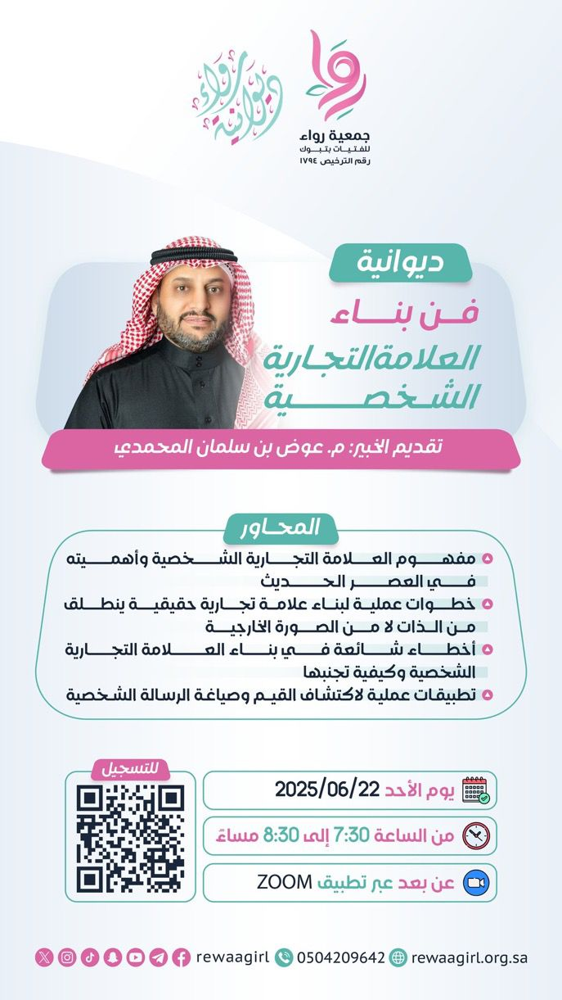 ديوانية رواء
جمعية رواء
للفتيات بتبوك
رقم الترخيص ١٧٩٤
ديوانية
فن بناء
العلامة التجارية
الشخصية
تقديم الخبير: م. عوض بن سلمان المحمدي
المحاور
مفهوم العلامة التجارية الشخصية وأهميته
في العصر الحديث
خطوات عملية لبناء علامة تجارية حقيقية ينطلق
من الذات لا من الصورة الخارجية
أخطاء شائعة في بناء العلامة التجارية
الشخصية وكيفية تجنبها
تطبيقات عملية لاكتشاف القيم وصياغة الرسالة الشخصية
للتسجيل
يوم الأحد 2025/06/22
من الساعة 7:30 إلى 8:30 مساءً
عن بعد عبر تطبيق ZOOM
rewaagirl 0504209642 rewaagirl.org.sa